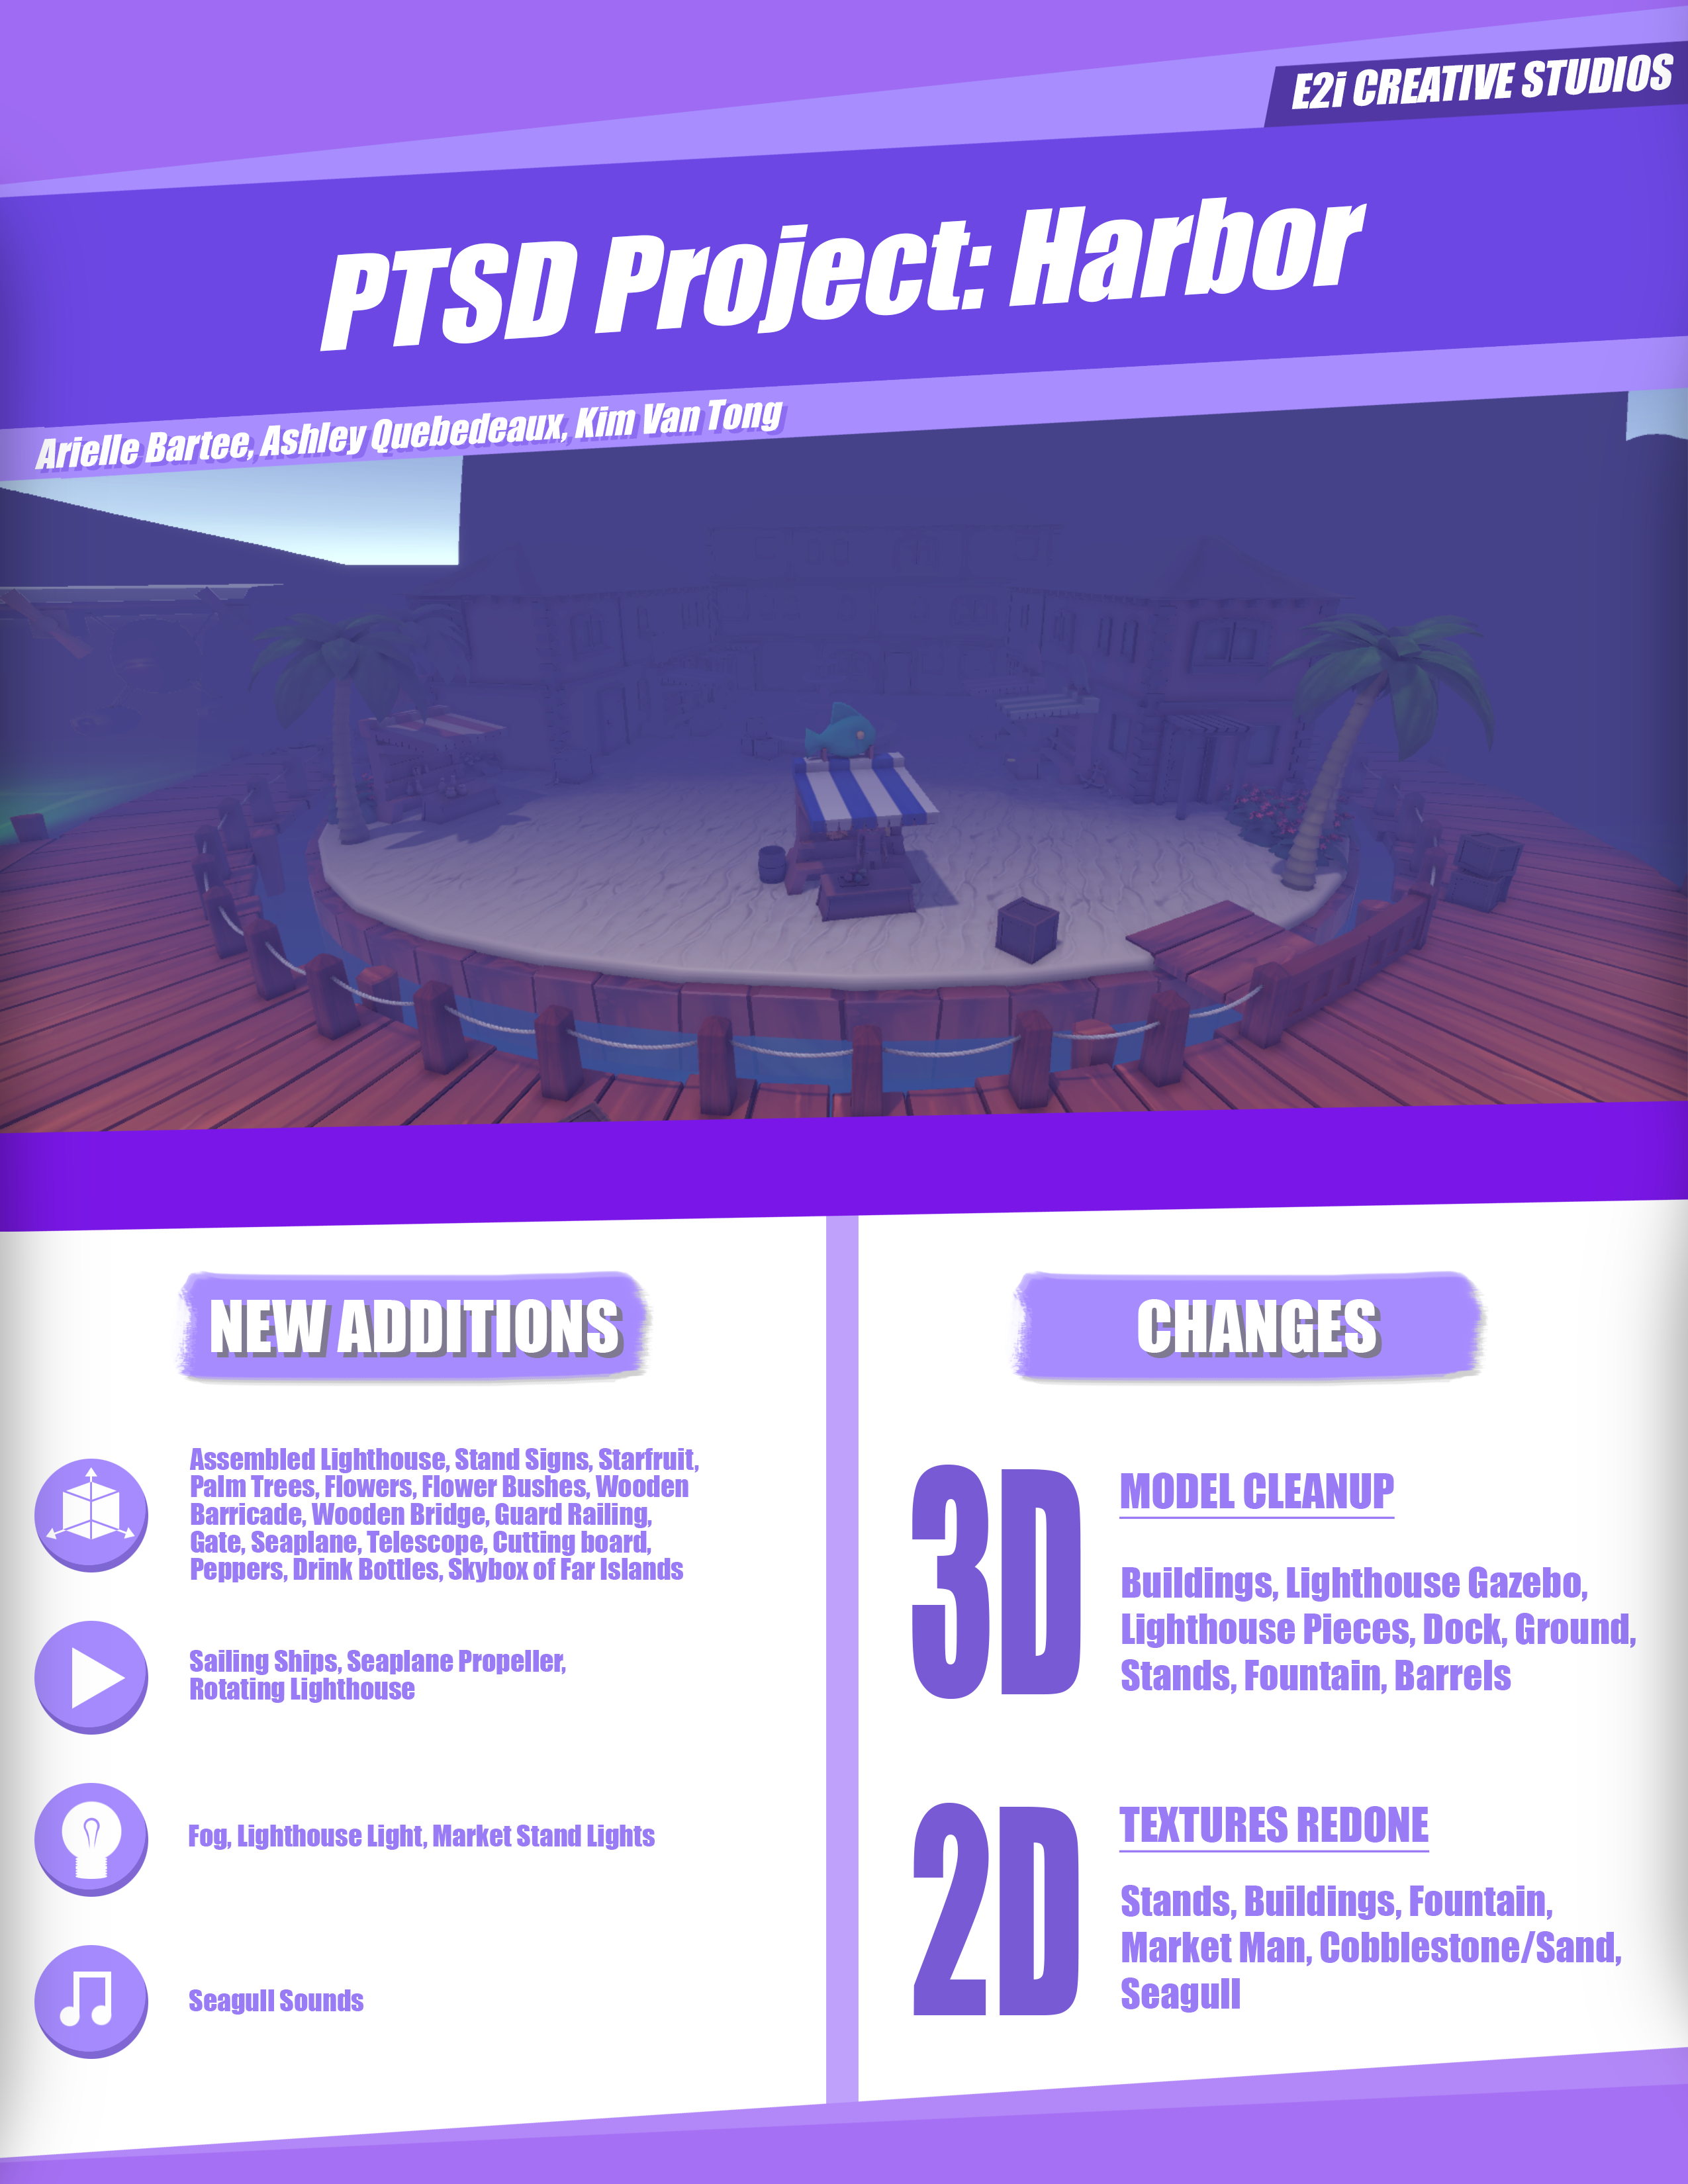 E2i CREATIVE STUDIOS
PTSD Project: Harbor
Arielle Bartee, Ashley Quebedeaux, Kim Van Tong
NEW ADDITIONS
Assembled Lighthouse, Stand Signs, Starfruit,
Palm Trees, Flowers, Flower Bushes, Wooden
Barricade, Wooden Bridge, Guard Railing,
Gate, Seaplane, Telescope, Cutting board,
Peppers, Drink Bottles, Skybox of Far Islands
Sailing Ships, Seaplane Propeller,
Rotating Lighthouse
Fog, Lighthouse Light, Market Stand Lights
Seagull Sounds
CHANGES
3D
MODEL CLEANUP
Buildings, Lighthouse Gazebo,
Lighthouse Pieces, Dock, Ground,
Stands, Fountain, Barrels
2D
TEXTURES REDONE
Stands, Buildings, Fountain,
Market Man, Cobblestone/Sand,
Seagull